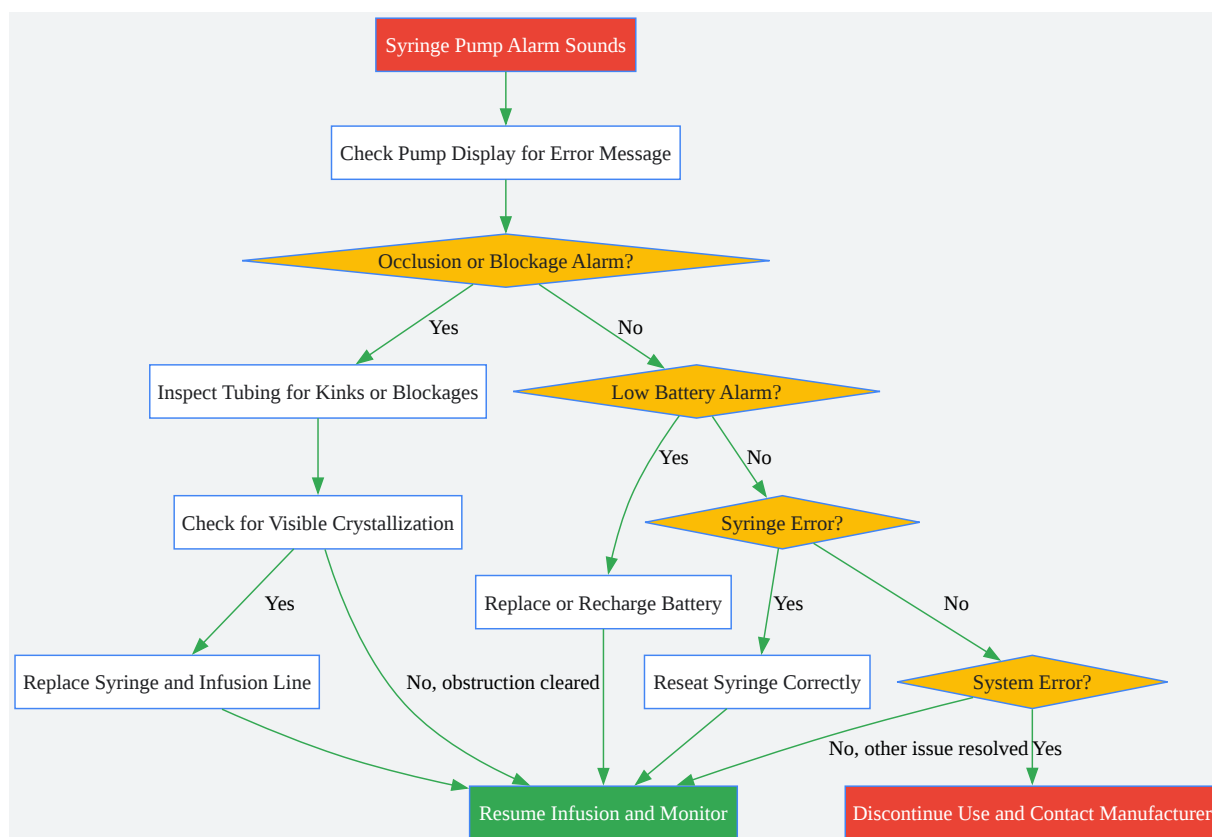 Syringe Pump Alarm Sounds
Check Pump Display for Error Message
Occlusion or Blockage Alarm?
Yes
No
Inspect Tubing for Kinks or Blockages
Low Battery Alarm?
Yes
No
Check for Visible Crystallization
Syringe Error?
Yes
Replace or Recharge Battery
Yes
No
Replace Syringe and Infusion Line
No, obstruction cleared
Reseat Syringe Correctly
System Error?
No, other issue resolved
Yes
Resume Infusion and Monitor
Discontinue Use and Contact Manufacturer